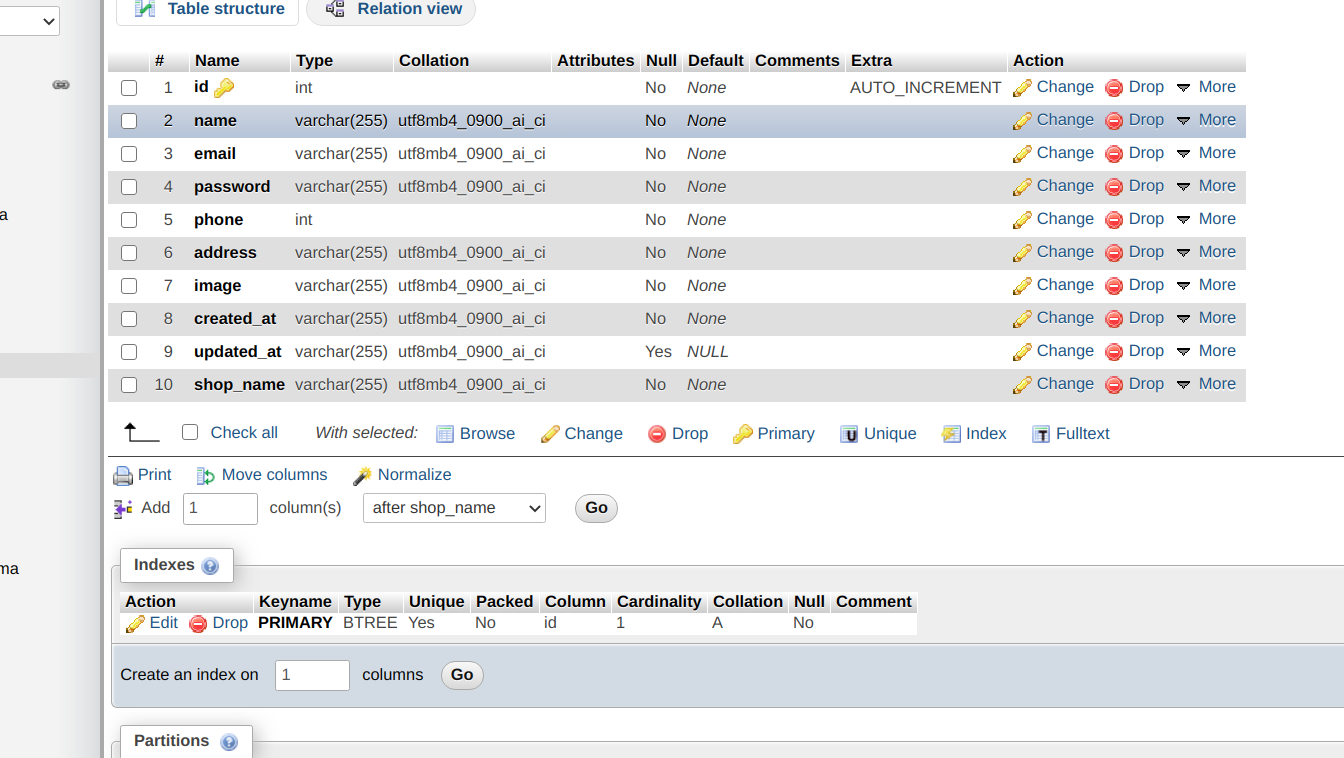 Table structure Relation view
# Name Type Collation Attributes Null Default Comments Extra Action
1 id int No None AUTO_INCREMENT Change Drop More
2 name varchar(255) utf8mb4_0900_ai_ci No None Change Drop More
3 email varchar(255) utf8mb4_0900_ai_ci No None Change Drop More
4 password varchar(255) utf8mb4_0900_ai_ci No None Change Drop More
a
5 phone int No None Change Drop More
6 address varchar(255) utf8mb4_0900_ai_ci No None Change Drop More
7 image varchar(255) utf8mb4_0900_ai_ci No None Change Drop More
8 created_at varchar(255) utf8mb4_0900_ai_ci No None Change Drop More
9 updated_at varchar(255) utf8mb4_0900_ai_ci Yes NULL Change Drop More
10 shop_name varchar(255) utf8mb4_0900_ai_ci No None Change Drop More
Check all With selected: Browse Change Drop Primary U Unique Index T Fulltext
Print Move columns Normalize
Add 1 column(s) after shop_name Go
Indexes ?
ma
Action Keyname Type Unique Packed Column Cardinality Collation Null Comment
Edit Drop PRIMARY BTREE Yes No id 1 A No
Create an index on 1 columns Go
Partitions ?